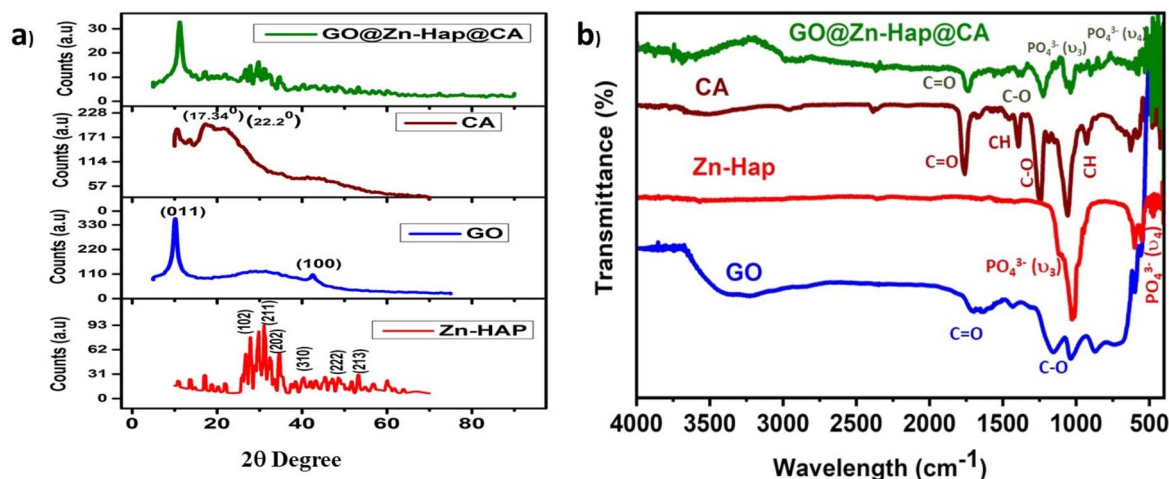 a)
Counts (a.u)
30
20
10
0
GO@Zn-Hap@CA
Counts (a.u)
228
171
114
57
0
(17.34⁰)
(22.2⁰)
CA
Counts (a.u)
330
220
110
0
(011)
(100)
GO
Counts (a.u)
93
62
31
0
(102)
(211)
(202)
(310)
(222)
(213)
Zn-HAP
0 20 40 60 80
2θ Degree
b)
Transmittance (%)
GO@Zn-Hap@CA
PO₄³⁻ (υ₃)
PO₄³⁻ (υ₄)
C=O
C-O
CA
C=O
CH
C-O
CH
Zn-Hap
PO₄³⁻ (υ₃)
PO₄³⁻ (υ₄)
GO
C=O
C-O
4000 3500 3000 2500 2000 1500 1000 500
Wavelength (cm⁻¹)